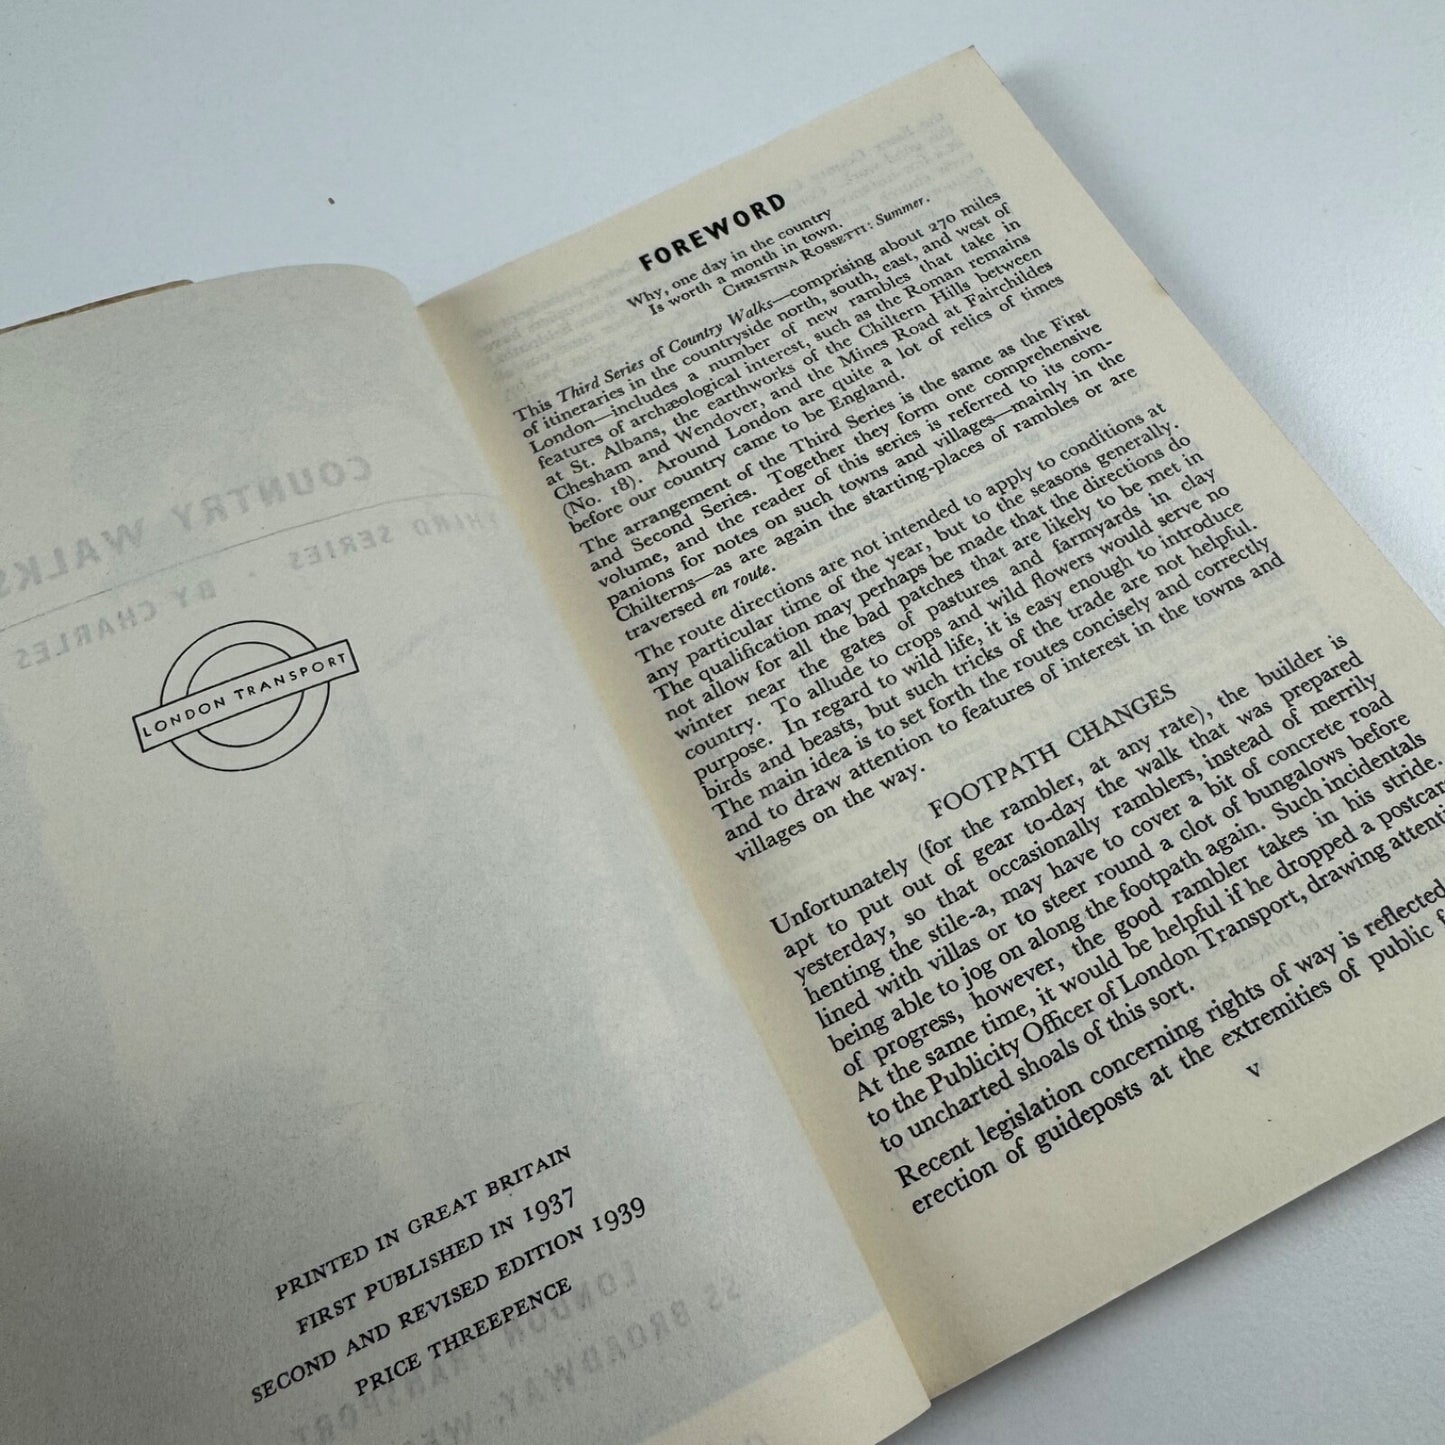 LONDON TRANSPORT
PRINTED IN GREAT BRITAIN
FIRST PUBLISHED IN 1937
SECOND AND REVISED EDITION 1939
PRICE THREEPENCE
FOREWORD
Why, one day in the country
Is worth a month in town.
CHRISTINA ROSSETTI: Summer.
This Third Series of Country Walks—comprising about 270 miles
of itineraries in the countryside north, south, east, and west of
London—includes a number of new rambles that take in
features of archæological interest, such as the Roman remains
at St. Albans, the earthworks of the Chiltern Hills between
Chesham and Wendover, and the Mines Road at Fairchildes
(No. 18). Around London are quite a lot of relics of times
before our country came to be England.
The arrangement of the Third Series is the same as the First
and Second Series. Together they form one comprehensive
volume, and the reader of this series is referred to its com-
panions for notes on such towns and villages—mainly in the
Chilterns—as are again the starting-places of rambles or are
traversed en route.
The route directions are not intended to apply to conditions at
any particular time of the year, but to the seasons generally.
The qualification may perhaps be made that the directions do
not allow for all the bad patches that are likely to be met in
winter near the gates of pastures and farmyards in clay
country. To allude to crops and wild flowers would serve no
purpose. In regard to wild life, it is easy enough to introduce
birds and beasts, but such tricks of the trade are not helpful.
The main idea is to set forth the routes concisely and correctly
and to draw attention to features of interest in the towns and
villages on the way.
FOOTPATH CHANGES
Unfortunately (for the rambler, at any rate), the builder is
apt to put out of gear to-day the walk that was prepared
yesterday, so that occasionally ramblers, instead of merrily
henting the stile-a, may have to cover a bit of concrete road
lined with villas or to steer round a clot of bungalows before
being able to jog on along the footpath again. Such incidentals
of progress, however, the good rambler takes in his stride.
At the same time, it would be helpful if he dropped a postcar
to the Publicity Officer of London Transport, drawing attenti
to uncharted shoals of this sort.
Recent legislation concerning rights of way is reflected
erection of guideposts at the extremities of public f
v